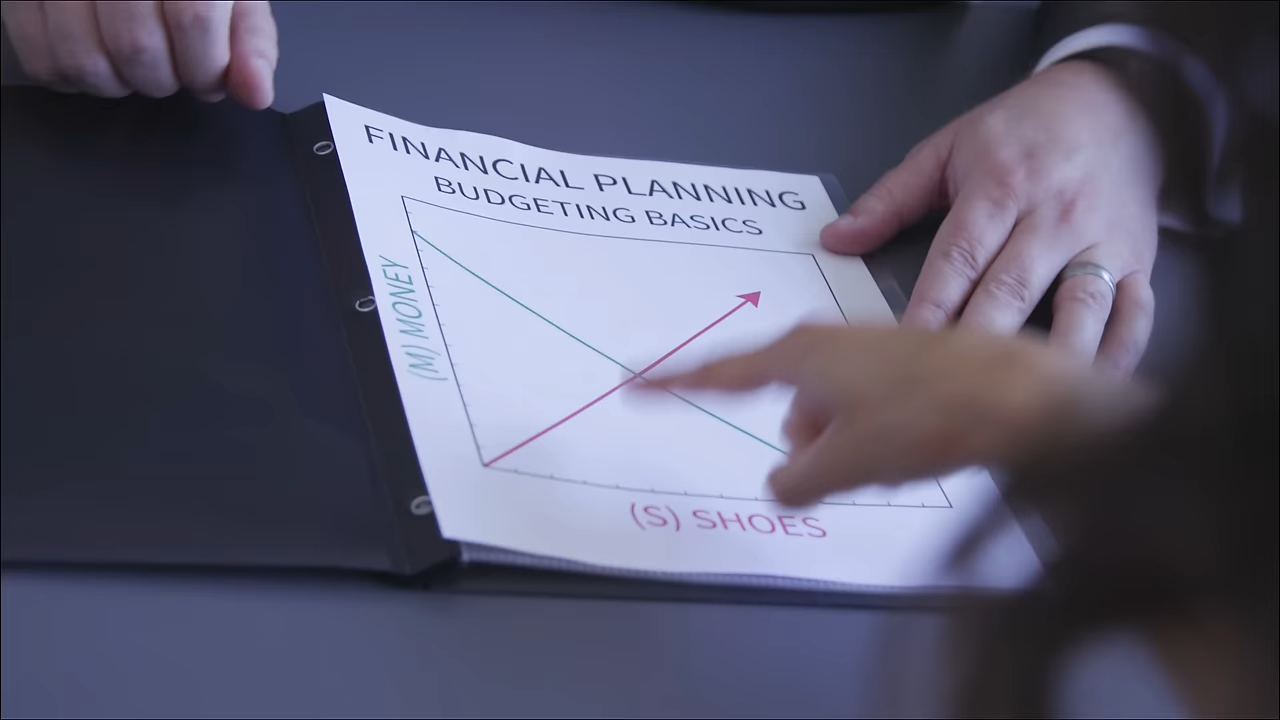 FINANCIAL PLANNING
BUDGETING BASICS
(M) MONEY
(S) SHOES